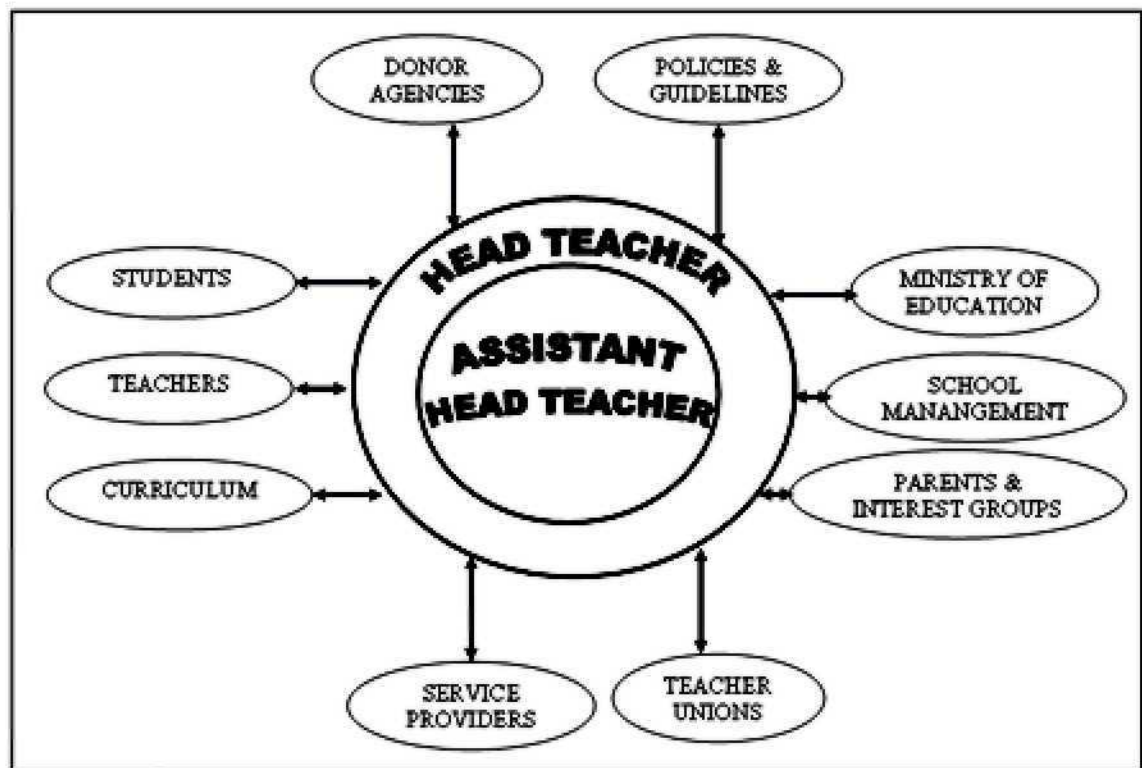 DONOR
AGENCIES
POLICIES &
GUIDELINES
HEAD TEACHER
STUDENTS
MINISTRY OF
EDUCATION
ASSISTANT
HEAD TEACHER
TEACHERS
SCHOOL
MANANGEMENT
CURRICULUM
PARENTS &
INTEREST GROUPS
SERVICE
PROVIDERS
TEACHER
UNIONS